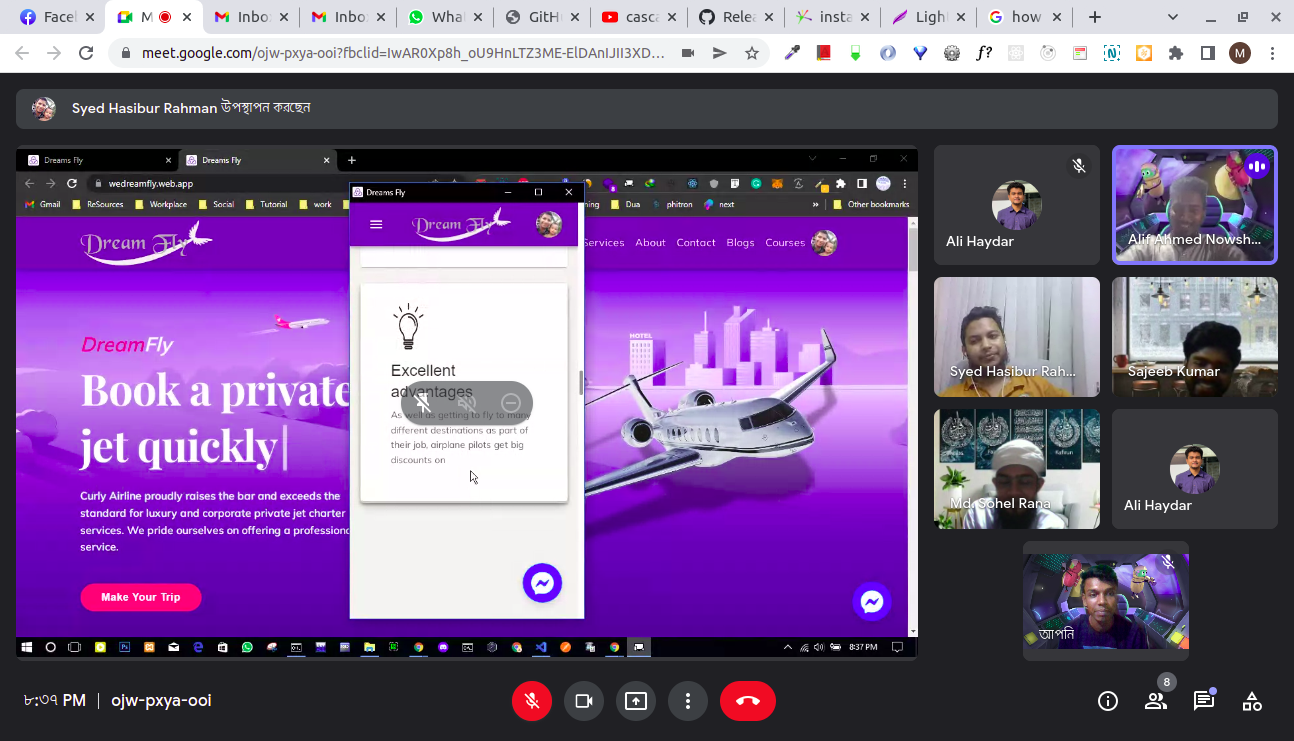 Facel
M
Inbo
Inbo
What
GitH
casca
Relea
insta
Ligh
how
meet.google.com/ojw-pxya-ooi?fbclid=IwAR0Xp8h_oU9HnLTZ3ME-ElDAnIJII3XD...
f?
M
Syed Hasibur Rahman উপস্থাপন করছেন
Dreams Fly
Dreams Fly
wedreamfly.web.app
Gmail
ReSources
Workplace
Social
Tutorial
work
Dua
phitron
next
»
Other bookmarks
Dreams Fly
Dream Fly
Dream Fly
Services
About
Contact
Blogs
Courses
DreamFly
Book a private
jet quickly|
Curly Airline proudly raises the bar and exceeds the
standard for luxury and corporate private jet charter
services. We pride ourselves on offering a professional
service.
Make Your Trip
HOTEL
Excellent
advantages
As well as getting to fly to many
different destinations as part of
their job, airplane pilots get big
discounts on
8:37 PM
Ali Haydar
Alif Ahmed Nowsh...
Syed Hasibur Rah...
Sajeeb Kumar
Md. Sohel Rana
Ali Haydar
আপনি
৮:৩৭ PM | ojw-pxya-ooi
8